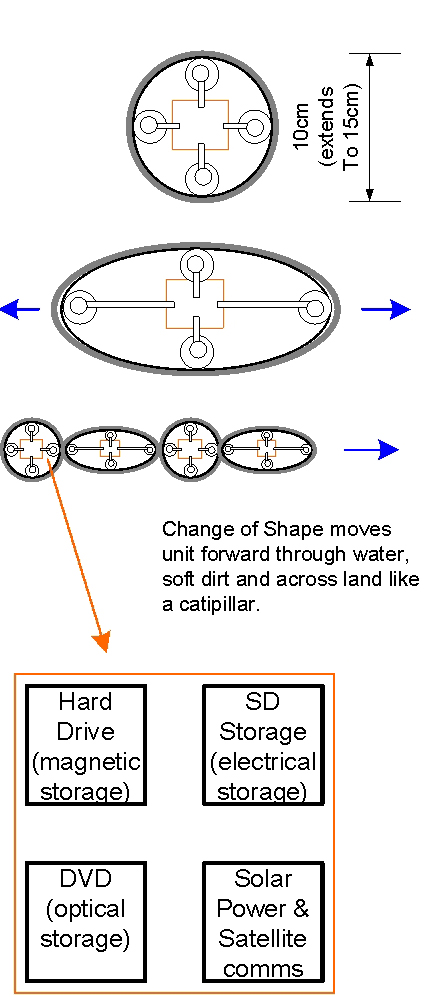 10cm
(extends
To 15cm)
Change of Shape moves
unit forward through water,
soft dirt and across land like
a catipillar.
Hard
Drive
(magnetic
storage)
SD
Storage
(electrical
storage)
DVD
(optical
storage)
Solar
Power &
Satellite
comms